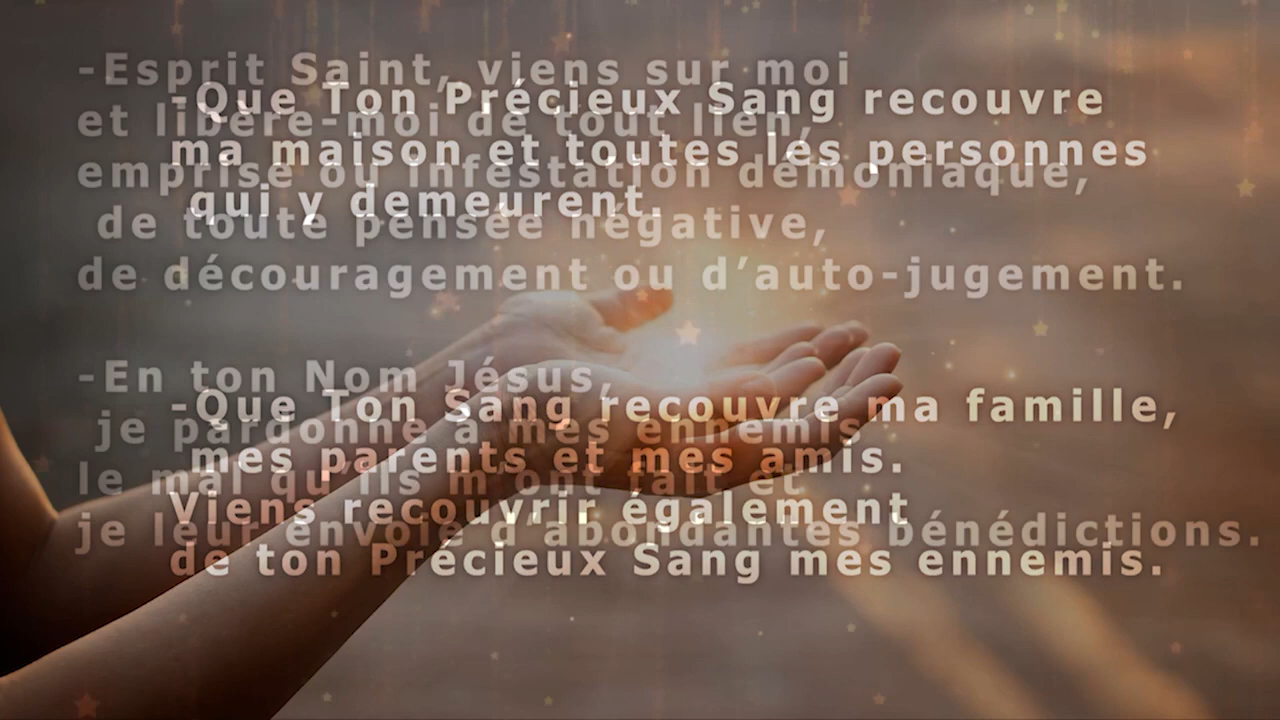 -Esprit Saint, viens sur moi
et libère-moi de tout lien,
emprise ou infestation démoniaque,
de toute pensée négative,
de découragement ou d’auto-jugement.
-En ton Nom Jésus,
je pardonne à mes ennemis
le mal qu’ils m’ont fait et
je leur envoie d’abondantes bénédictions.
-Que Ton Précieux Sang recouvre
ma maison et toutes les personnes
qui y demeurent.
-Que Ton Sang recouvre ma famille,
mes parents et mes amis.
Viens recouvrir également
de ton Précieux Sang mes ennemis.